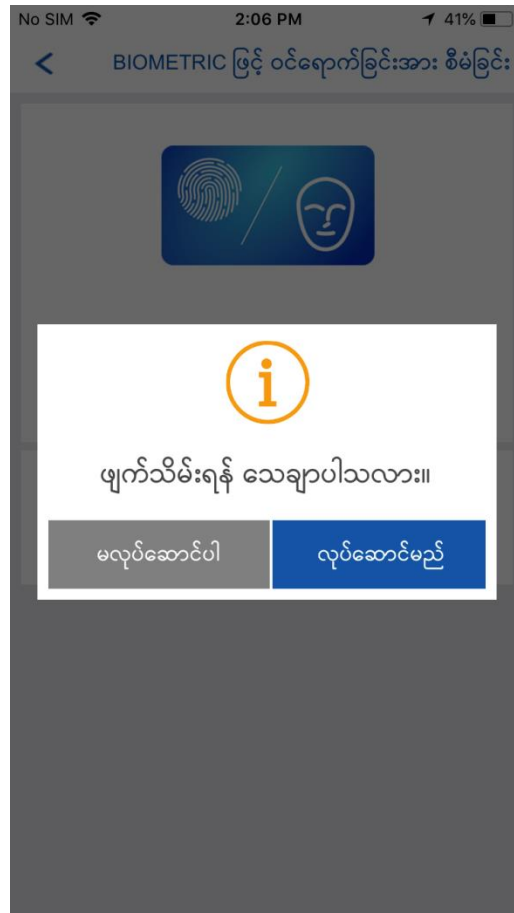 No SIM 2:06 PM 41%
BIOMETRIC ဖြင့် ဝင်ရောက်ခြင်းအား စီမံခြင်း
ဖျက်သိမ်းရန် သေချာပါသလား။
မလုပ်ဆောင်ပါ လုပ်ဆောင်မည်